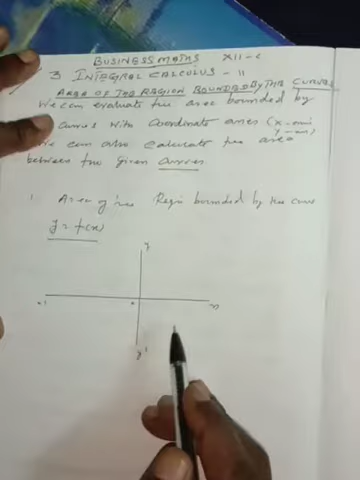 BUSINESS MATHS XII-C
3 INTEGRAL CALCULUS - II
AREA OF THE REGION BOUNDED BY THE CURVE
We can evaluate the area bounded by
a curve with coordinate axes (x-axis
y-axis)
We can also calculate the area
between two given curves
1. Area of the Region bounded by the curve
y = f(x)
y
x' o x
y'